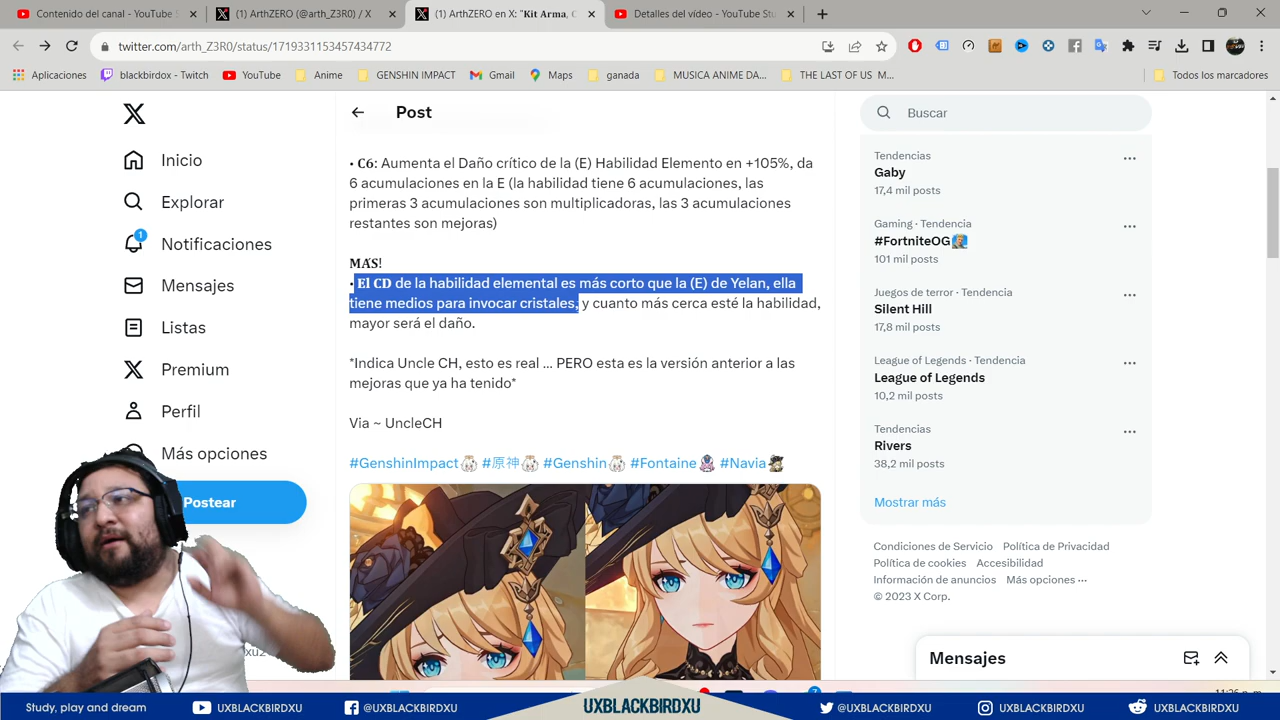 Contenido del canal - YouTube S
(1) ArthZERO (@arth_Z3R0) / X
(1) ArthZERO en X: "Kit Arma, C
Detalles del vídeo - YouTube Stu
twitter.com/arth_Z3R0/status/1719331153457434772
Aplicaciones
blackbirdox - Twitch
YouTube
Anime
GENSHIN IMPACT
Gmail
Maps
ganada
MUSICA ANIME DA...
THE LAST OF US M...
Todos los marcadores
Inicio
Explorar
1
Notificaciones
Mensajes
Listas
Premium
Perfil
Más opciones
Postear
Post
• C6: Aumenta el Daño crítico de la (E) Habilidad Elemento en +105%, da
6 acumulaciones en la E (la habilidad tiene 6 acumulaciones, las
primeras 3 acumulaciones son multiplicadoras, las 3 acumulaciones
restantes son mejoras)
MÁS!
• El CD de la habilidad elemental es más corto que la (E) de Yelan, ella
tiene medios para invocar cristales, y cuanto más cerca esté la habilidad,
mayor será el daño.
*Indica Uncle CH, esto es real ... PERO esta es la versión anterior a las
mejoras que ya ha tenido*
Via ~ UncleCH
#GenshinImpact #原神 #Genshin #Fontaine #Navia
Buscar
Tendencias
Gaby
17,4 mil posts
Gaming · Tendencia
#FortniteOG
101 mil posts
Juegos de terror · Tendencia
Silent Hill
17,8 mil posts
League of Legends · Tendencia
League of Legends
10,2 mil posts
Tendencias
Rivers
38,2 mil posts
Mostrar más
Condiciones de Servicio Política de Privacidad
Política de cookies Accesibilidad
Información de anuncios Más opciones ···
© 2023 X Corp.
Mensajes
Study, play and dream
UXBLACKBIRDXU
@UXBLACKBIRDXU
UXBLACKBIRDXU
@UXBLACKBIRDXU
UXBLACKBIRDXU
UXBLACKBIRDXU